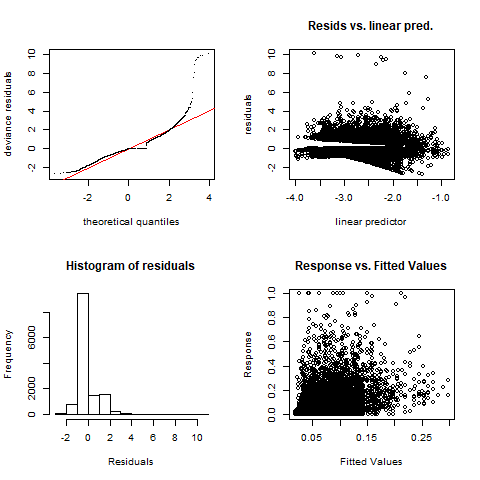 deviance residuals
-2 0 2 4 6 8 10
-2 0 2 4
theoretical quantiles
Resids vs. linear pred.
residuals
-2 0 2 4 6 8 10
-4.0 -3.0 -2.0 -1.0
linear predictor
Histogram of residuals
Frequency
0 2000 6000
-2 0 2 4 6 8 10
Residuals
Response vs. Fitted Values
Response
0.0 0.2 0.4 0.6 0.8 1.0
0.05 0.15 0.25
Fitted Values